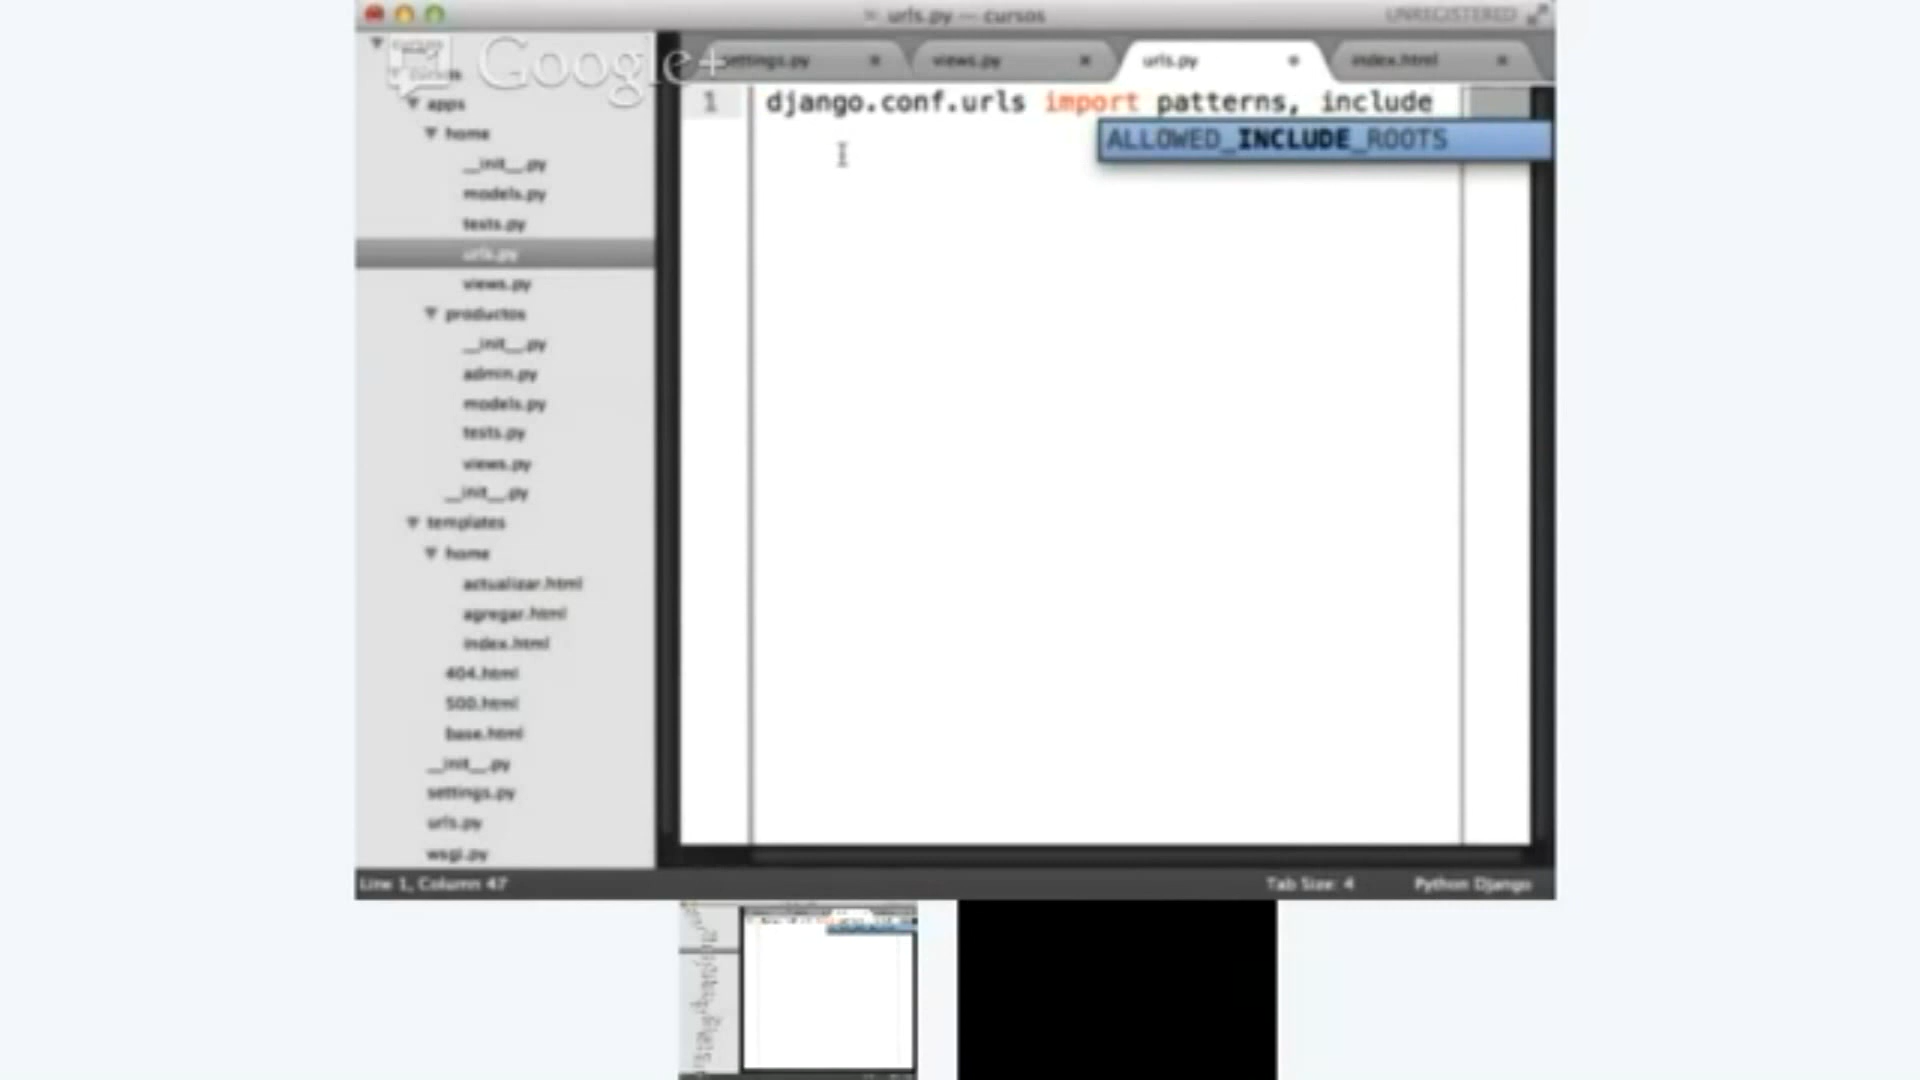 urls.py — cursos
UNREGISTERED
Google+
cursos
cursos
apps
home
__init__.py
models.py
tests.py
urls.py
views.py
productos
__init__.py
admin.py
models.py
tests.py
views.py
__init__.py
templates
home
actualizar.html
agregar.html
index.html
404.html
500.html
base.html
__init__.py
settings.py
urls.py
wsgi.py
settings.py
views.py
urls.py
index.html
1 django.conf.urls import patterns, include
ALLOWED_INCLUDE_ROOTS
Line 1, Column 47
Tab Size: 4
Python Django